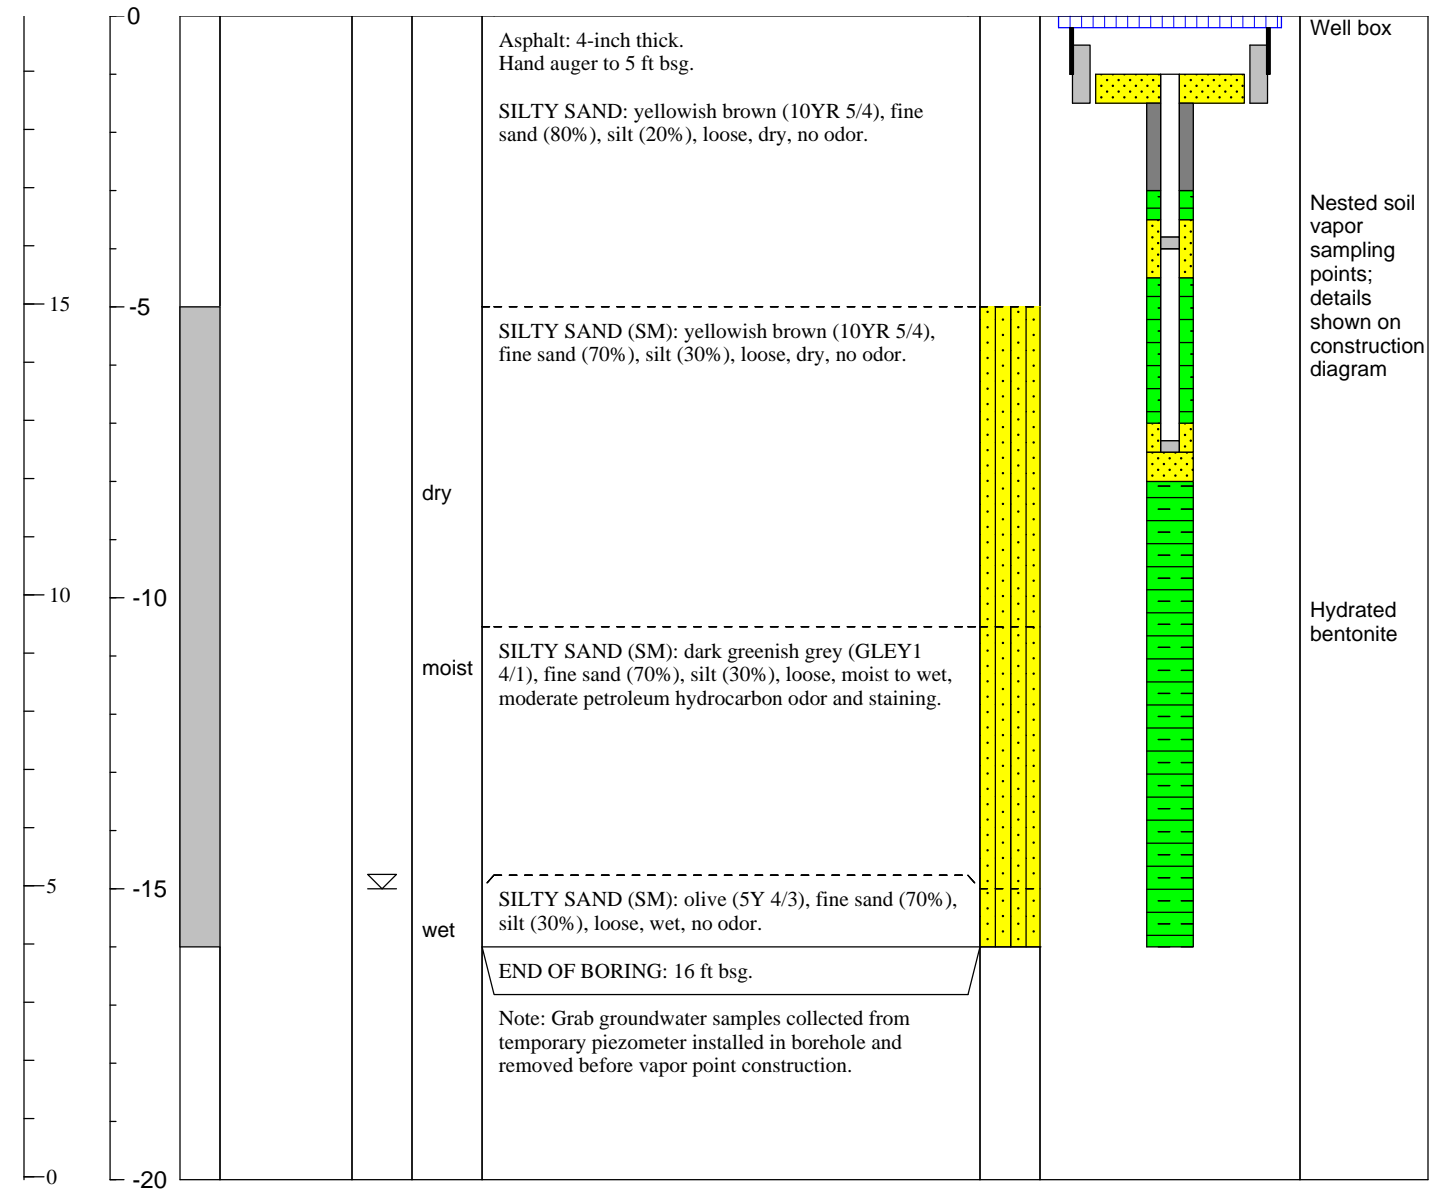 0
Asphalt: 4-inch thick.
Hand auger to 5 ft bsg.
SILTY SAND: yellowish brown (10YR 5/4), fine
sand (80%), silt (20%), loose, dry, no odor.
Well box
Nested soil
vapor
sampling
points;
details
shown on
construction
diagram
15
-5
SILTY SAND (SM): yellowish brown (10YR 5/4),
fine sand (70%), silt (30%), loose, dry, no odor.
dry
10
-10
Hydrated
bentonite
moist
SILTY SAND (SM): dark greenish grey (GLEY1
4/1), fine sand (70%), silt (30%), loose, moist to wet,
moderate petroleum hydrocarbon odor and staining.
5
-15
SILTY SAND (SM): olive (5Y 4/3), fine sand (70%),
silt (30%), loose, wet, no odor.
wet
END OF BORING: 16 ft bsg.
Note: Grab groundwater samples collected from
temporary piezometer installed in borehole and
removed before vapor point construction.
0
-20